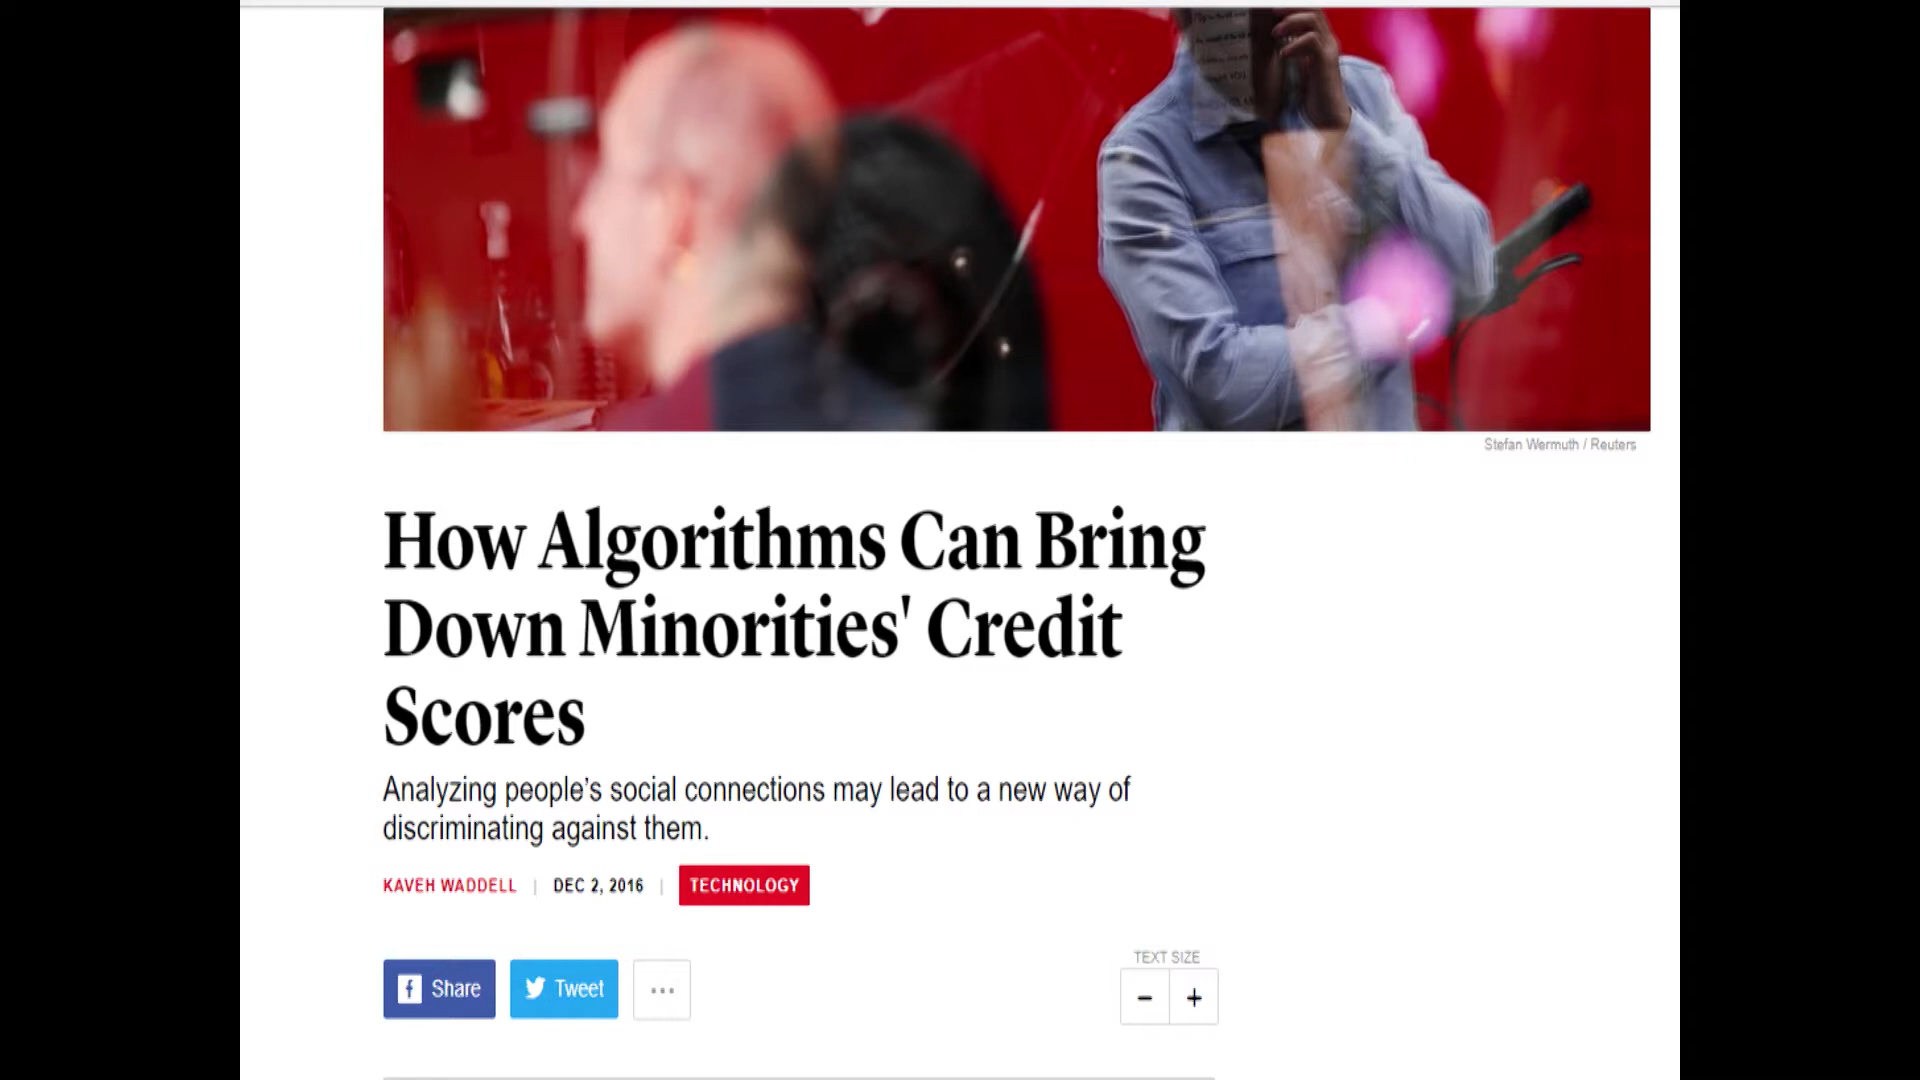 Stefan Wermuth / Reuters
How Algorithms Can Bring
Down Minorities' Credit
Scores
Analyzing people's social connections may lead to a new way of
discriminating against them.
KAVEH WADDELL | DEC 2, 2016 | TECHNOLOGY
TEXT SIZE
Share Tweet ... − +